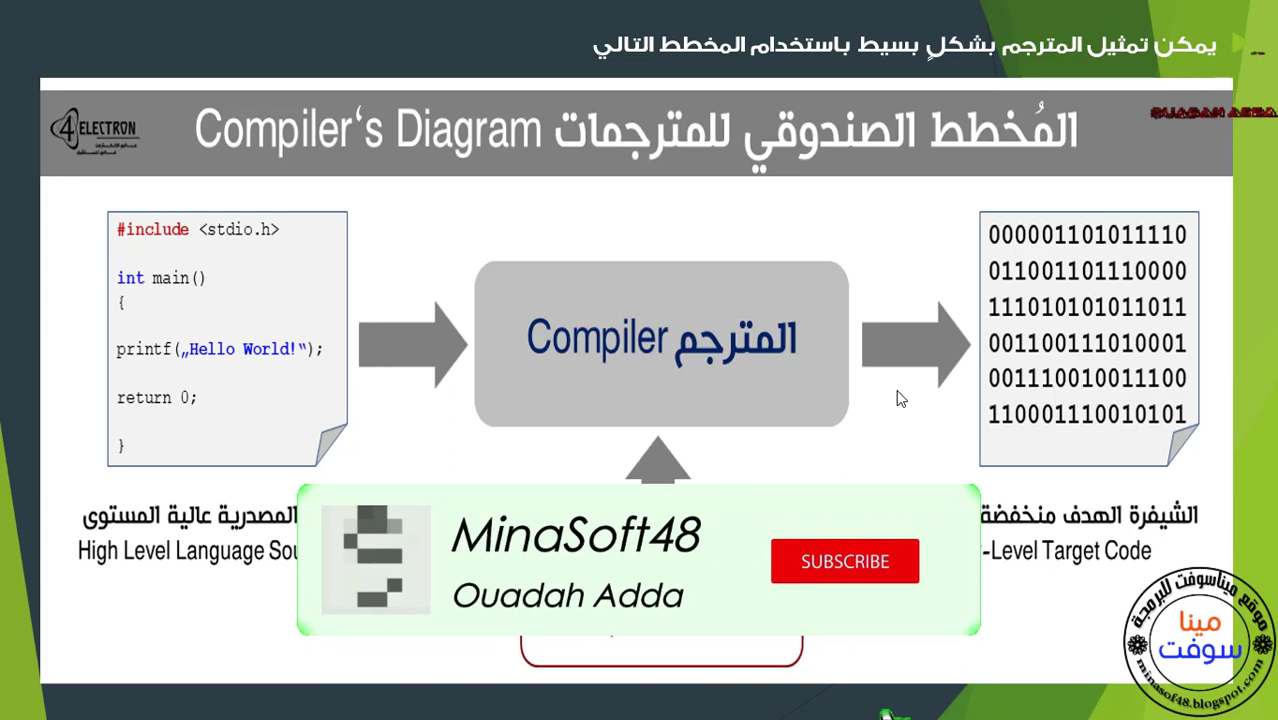 يمكن تمثيل المترجم بشكلٍ بسيط باستخدام المخطط التالي
OUADAH ADDA
4ELECTRON
المُخطط الصندوقي للمترجمات Compiler‘s Diagram
#include <stdio.h>
int main()
{
printf(„Hello World!“);
return 0;
}
المترجم Compiler
000001101011110
011001101110000
111010101011011
001100111010001
001110010011100
110001110010101
المصدرية عالية المستوى
High Level Language Sou
الشيفرة الهدف منخفضة
-Level Target Code
MinaSoft48
Ouadah Adda
SUBSCRIBE
موقع ميناسوفت للبرمجة
مينا
سوفت
minasof48.blogspot.com